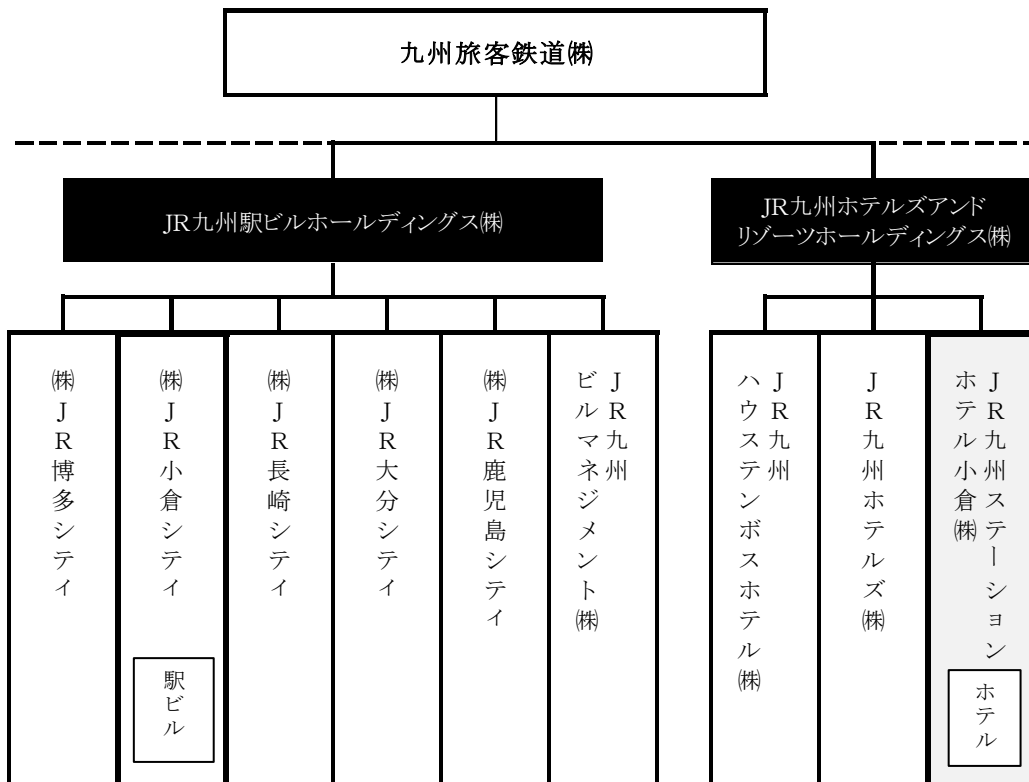 九州旅客鉄道㈱
JR九州駅ビルホールディングス㈱
JR九州ホテルズアンド
リゾーツホールディングス㈱
㈱JR博多シティ
㈱JR小倉シティ
駅ビル
㈱JR長崎シティ
㈱JR大分シティ
㈱JR鹿児島シティ
JR九州
ビルマネジメント㈱
JR九州
ハウステンボスホテル㈱
JR九州ホテルズ㈱
JR九州ステーション
ホテル小倉㈱
ホテル